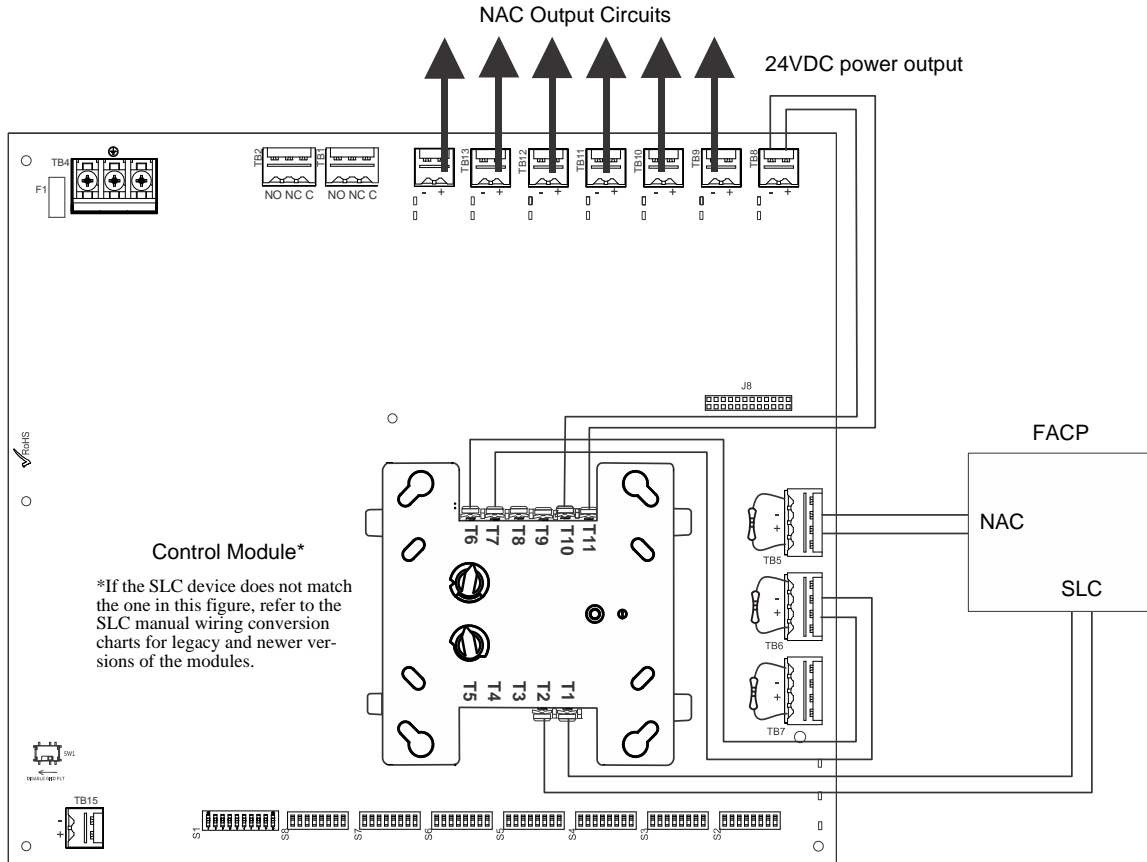 NAC Output Circuits
24VDC power output
TB4
F1
TB2
NO NC C
TB1
NO NC C
- +
TB13
- +
TB12
- +
TB11
- +
TB10
- +
TB9
- +
TB8
- +
J8
RoHS
FACP
NAC
SLC
T6 T7 T8 T9 T10 T11
Control Module*
*If the SLC device does not match
the one in this figure, refer to the
SLC manual wiring conversion
charts for legacy and newer ver-
sions of the modules.
- +
TB5
- +
TB6
- +
TB7
T5 T4 T3 T2 T1
SW1
DISABLE GND FLT
TB15
- +
S1
S8
S7
S6
S5
S4
S3
S2